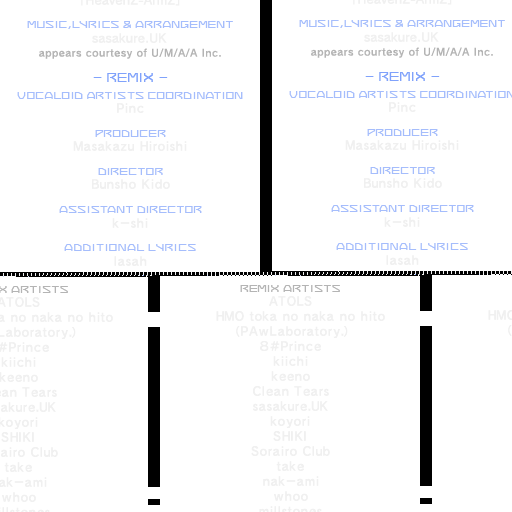 (HeavenZ-ArmZ)
MUSIC,LYRICS & ARRANGEMENT
sasakure.UK
appears courtesy of U/M/A/A Inc.
– REMIX –
VOCALOID ARTISTS COORDINATION
Pinc
PRODUCER
Masakazu Hiroishi
DIRECTOR
Bunsho Kido
ASSISTANT DIRECTOR
k–shi
ADDITIONAL LYRICS
lasah
(HeavenZ-ArmZ)
MUSIC,LYRICS & ARRANGEMENT
sasakure.UK
appears courtesy of U/M/A/A Inc.
– REMIX –
VOCALOID ARTISTS COORDINATION
Pinc
PRODUCER
Masakazu Hiroishi
DIRECTOR
Bunsho Kido
ASSISTANT DIRECTOR
k–shi
ADDITIONAL LYRICS
lasah
X ARTISTS
ATOLS
a no naka no hito
Laboratory.)
#Prince
kiichi
keeno
an Tears
sakure.UK
koyori
SHIKI
rairo Club
take
ak–ami
whoo
millstones
REMIX ARTISTS
ATOLS
HMO toka no naka no hito
(PAwLaboratory.)
8#Prince
kiichi
keeno
Clean Tears
sasakure.UK
koyori
SHIKI
Sorairo Club
take
nak–ami
whoo
millstones
HMO
(